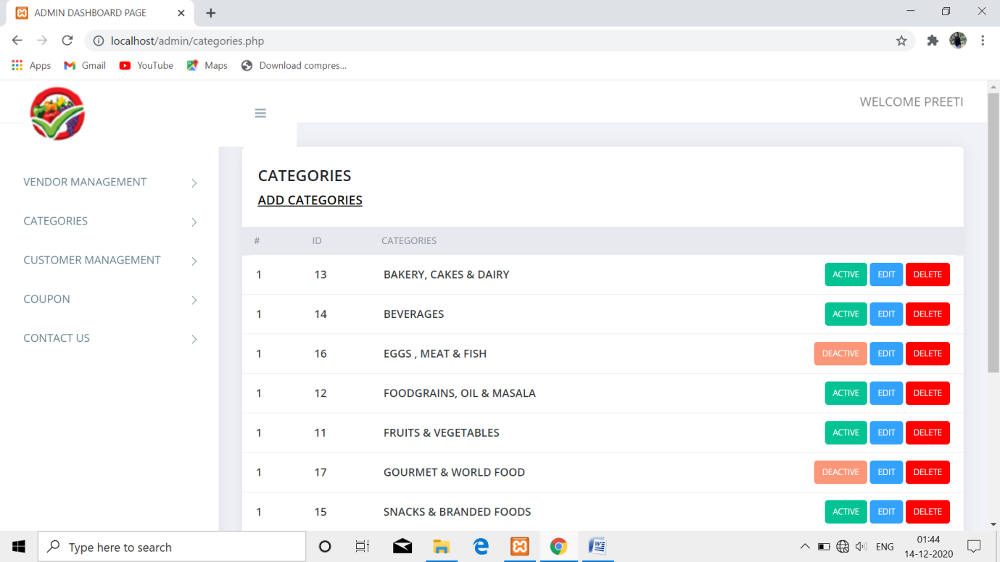 ADMIN DASHBOARD PAGE
localhost/admin/categories.php
Apps Gmail YouTube Maps Download compres...
WELCOME PREETI
VENDOR MANAGEMENT
CATEGORIES
CUSTOMER MANAGEMENT
COUPON
CONTACT US
CATEGORIES
ADD CATEGORIES
# ID CATEGORIES
1 13 BAKERY, CAKES & DAIRY ACTIVE EDIT DELETE
1 14 BEVERAGES ACTIVE EDIT DELETE
1 16 EGGS , MEAT & FISH DEACTIVE EDIT DELETE
1 12 FOODGRAINS, OIL & MASALA ACTIVE EDIT DELETE
1 11 FRUITS & VEGETABLES ACTIVE EDIT DELETE
1 17 GOURMET & WORLD FOOD DEACTIVE EDIT DELETE
1 15 SNACKS & BRANDED FOODS ACTIVE EDIT DELETE
Type here to search
ENG
01:44
14-12-2020